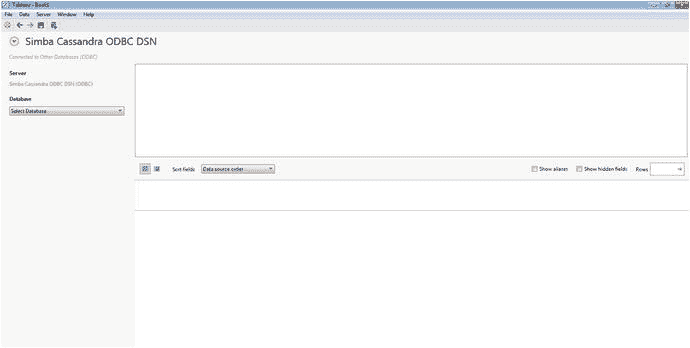 Tableau - Book1
File Data Server Window Help
Simba Cassandra ODBC DSN
Connected to Other Databases (ODBC)
Server
Simba Cassandra ODBC DSN (ODBC)
Database
Select Database
Sort fields Data source order Show aliases Show hidden fields Rows